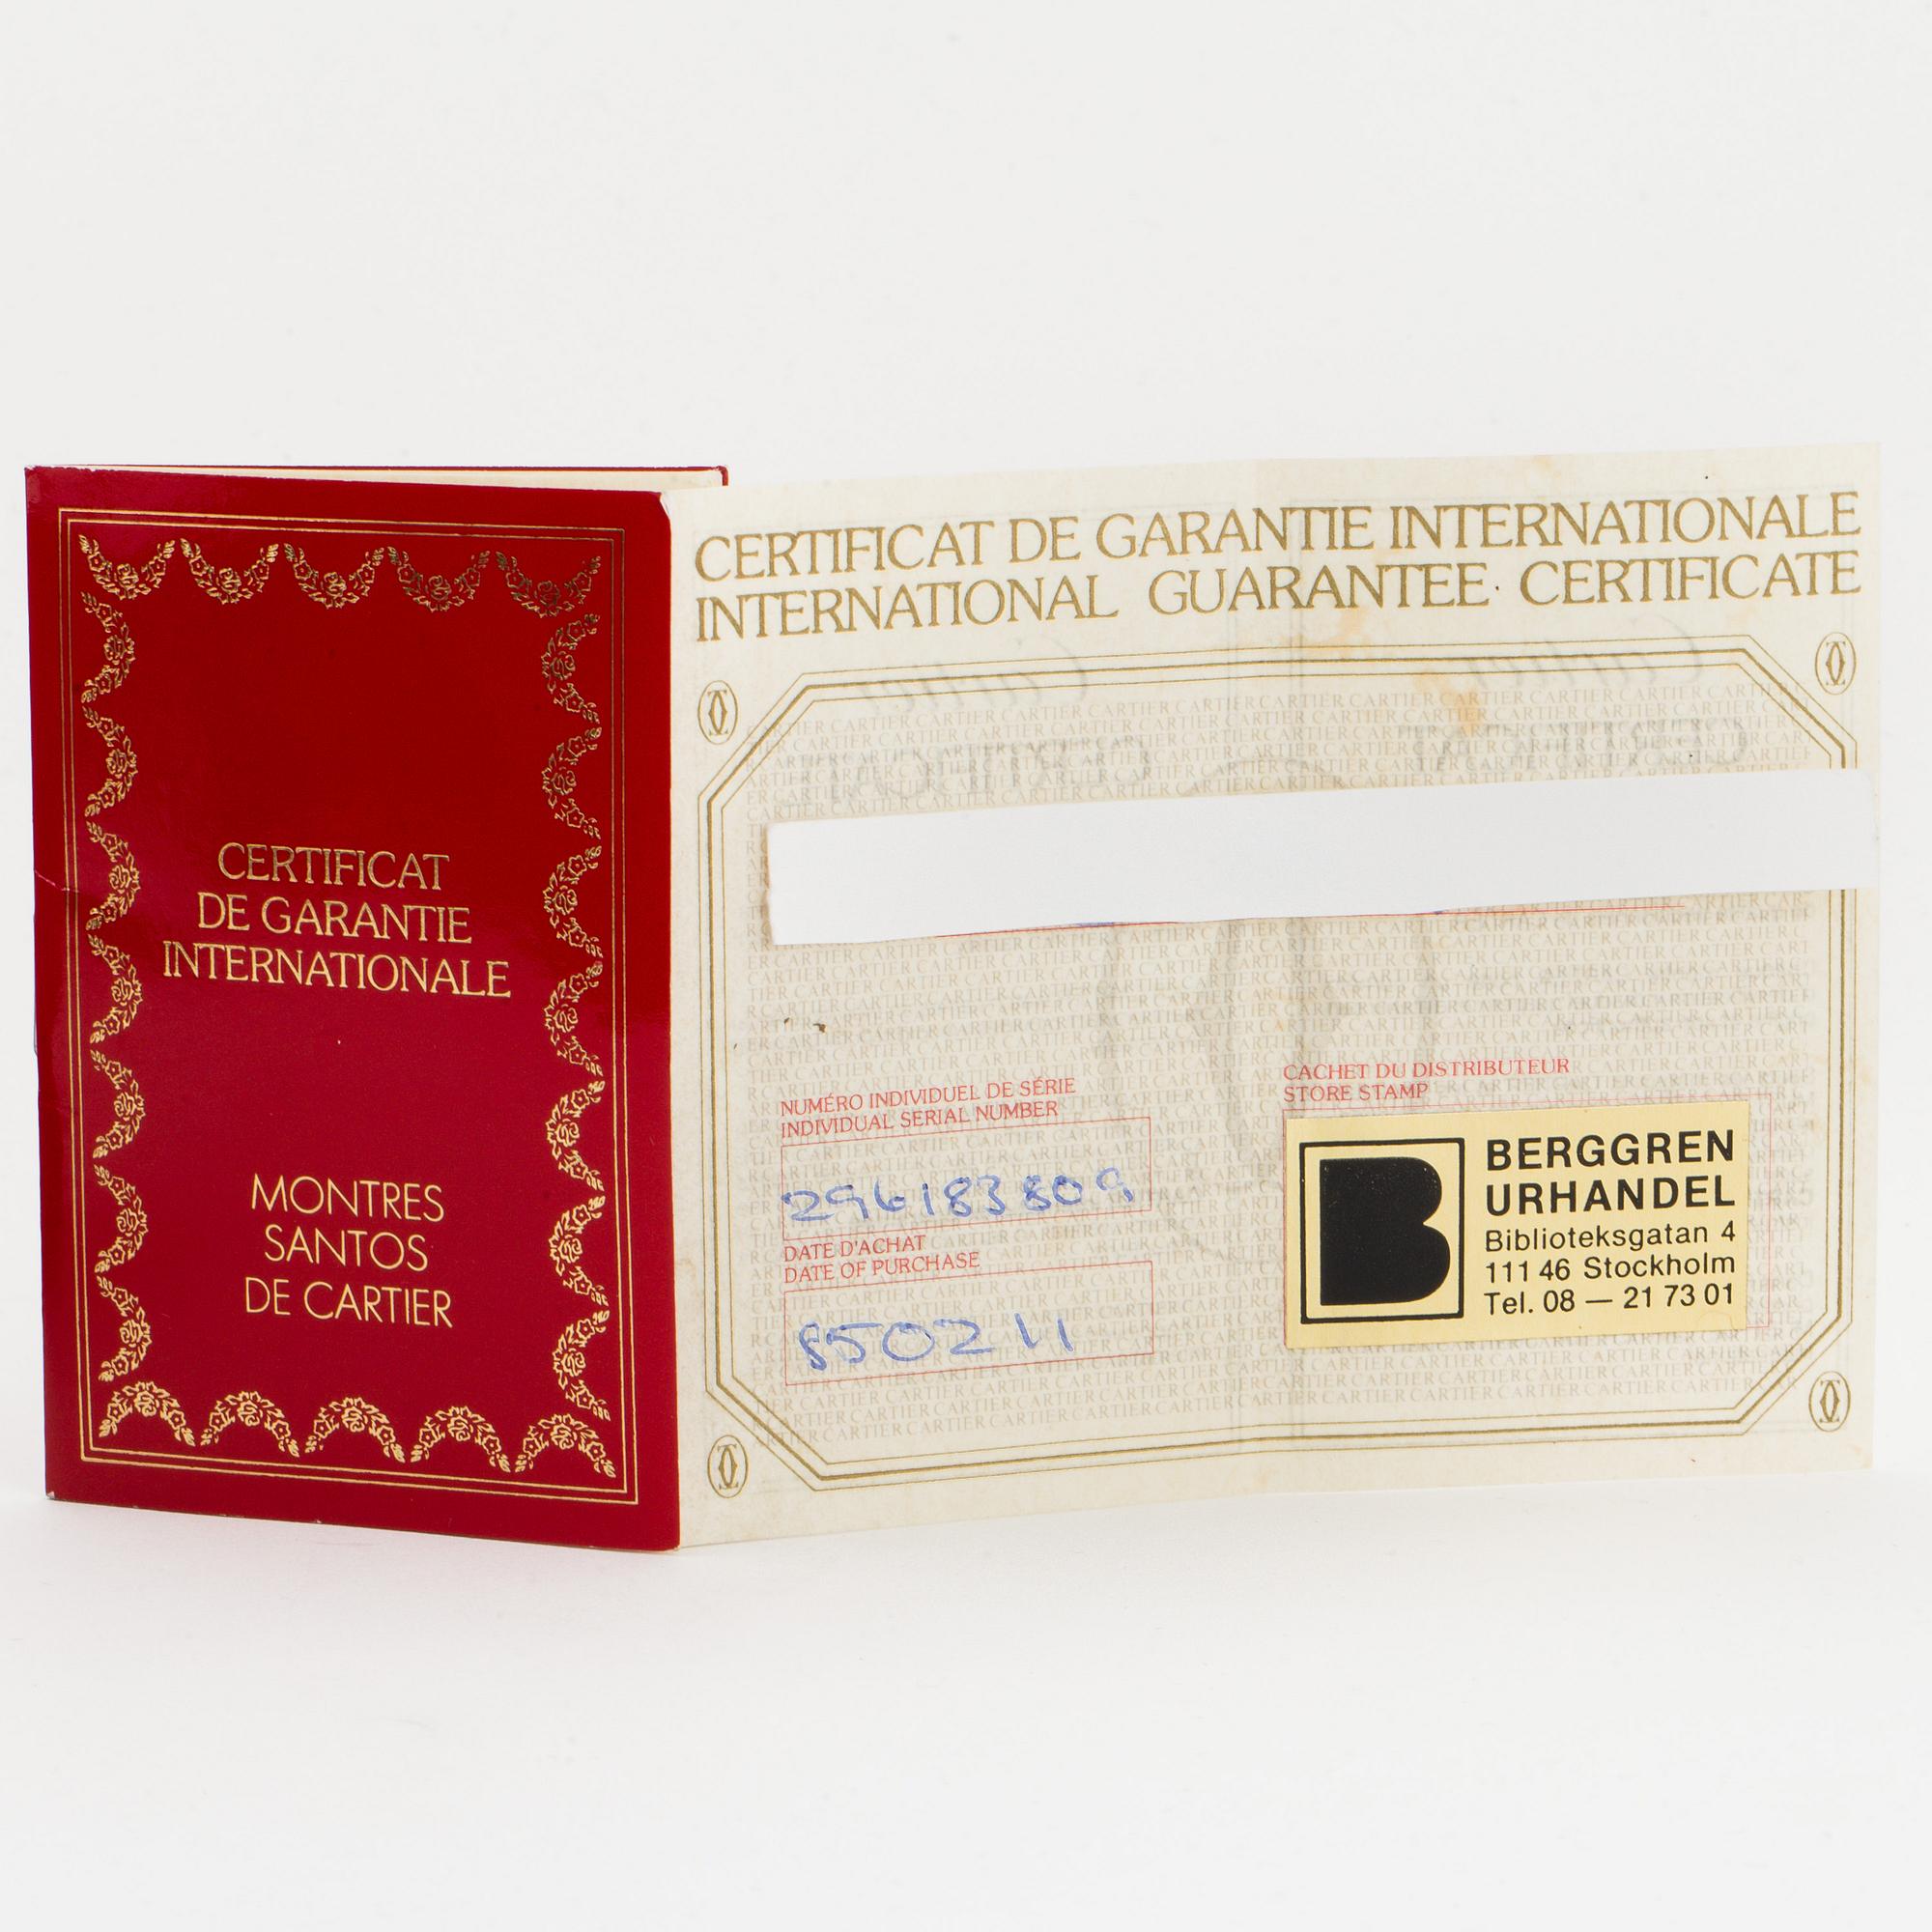 CERTIFICAT
DE GARANTIE
INTERNATIONALE
MONTRES
SANTOS
DE CARTIER
CERTIFICAT DE GARANTIE INTERNATIONALE
INTERNATIONAL GUARANTEE CERTIFICATE
NUMÉRO INDIVIDUEL DE SÉRIE
INDIVIDUAL SERIAL NUMBER
296183809
DATE D'ACHAT
DATE OF PURCHASE
850211
CACHET DU DISTRIBUTEUR
STORE STAMP
B
BERGGREN
URHANDEL
Biblioteksgatan 4
111 46 Stockholm
Tel. 08 — 21 73 01